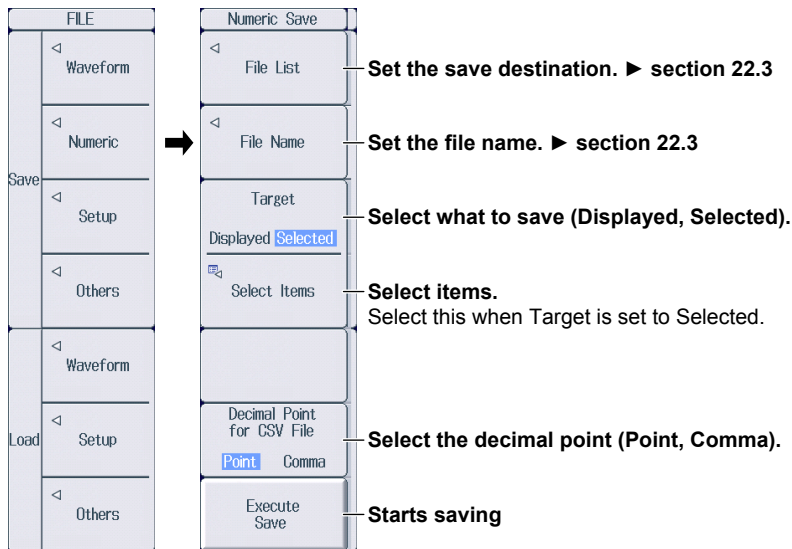 FILE
Save
Waveform
Numeric
Setup
Others
Load
Waveform
Setup
Others
Numeric Save
File List
Set the save destination. ► section 22.3
File Name
Set the file name. ► section 22.3
Target
Displayed Selected
Select what to save (Displayed, Selected).
Select Items
Select items.
Select this when Target is set to Selected.
Decimal Point
for CSV File
Point Comma
Select the decimal point (Point, Comma).
Execute
Save
Starts saving